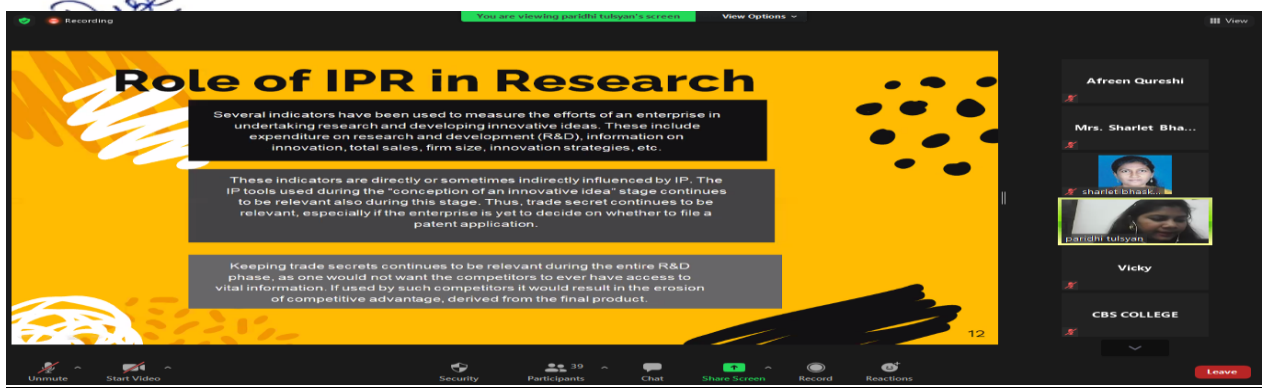 Recording
You are viewing paridhi tulsyan's screen
View Options
View
Role of IPR in Research
Several indicators have been used to measure the efforts of an enterprise in
undertaking research and developing innovative ideas. These include
expenditure on research and development (R&D), information on
innovation, total sales, firm size, innovation strategies, etc.
These indicators are directly or sometimes indirectly influenced by IP. The
IP tools used during the "conception of an innovative idea" stage continues
to be relevant also during this stage. Thus, trade secret continues to be
relevant, especially if the enterprise is yet to decide on whether to file a
patent application.
Keeping trade secrets continues to be relevant during the entire R&D
phase, as one would not want the competitors to ever have access to
vital information. If used by such competitors it would result in the erosion
of competitive advantage, derived from the final product.
12
Afreen Qureshi
Mrs. Sharlet Bha...
sharlet bhask...
paridhi tulsyan
Vicky
CBS COLLEGE
Unmute
Start Video
Security
Participants
39
Chat
Share Screen
Record
Reactions
Leave